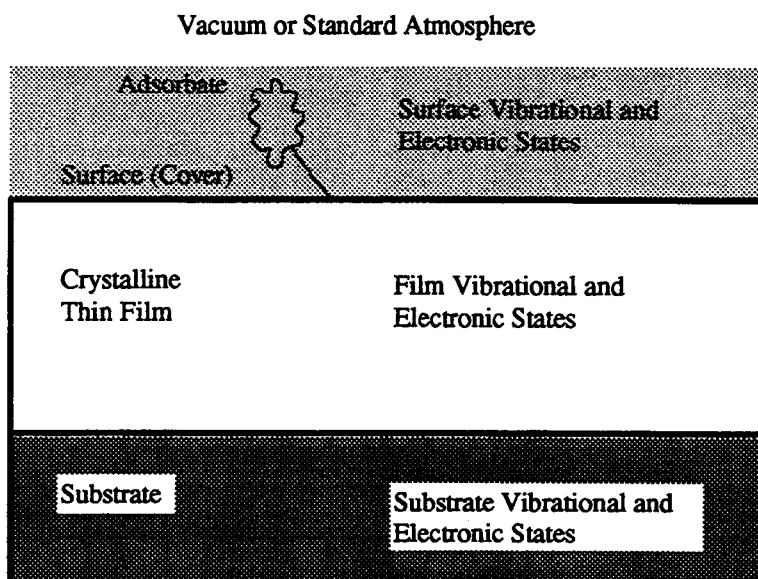 Vacuum or Standard Atmosphere
Adsorbate
Surface Vibrational and
Electronic States
Surface (Cover)
Crystalline
Thin Film
Film Vibrational and
Electronic States
Substrate
Substrate Vibrational and
Electronic States